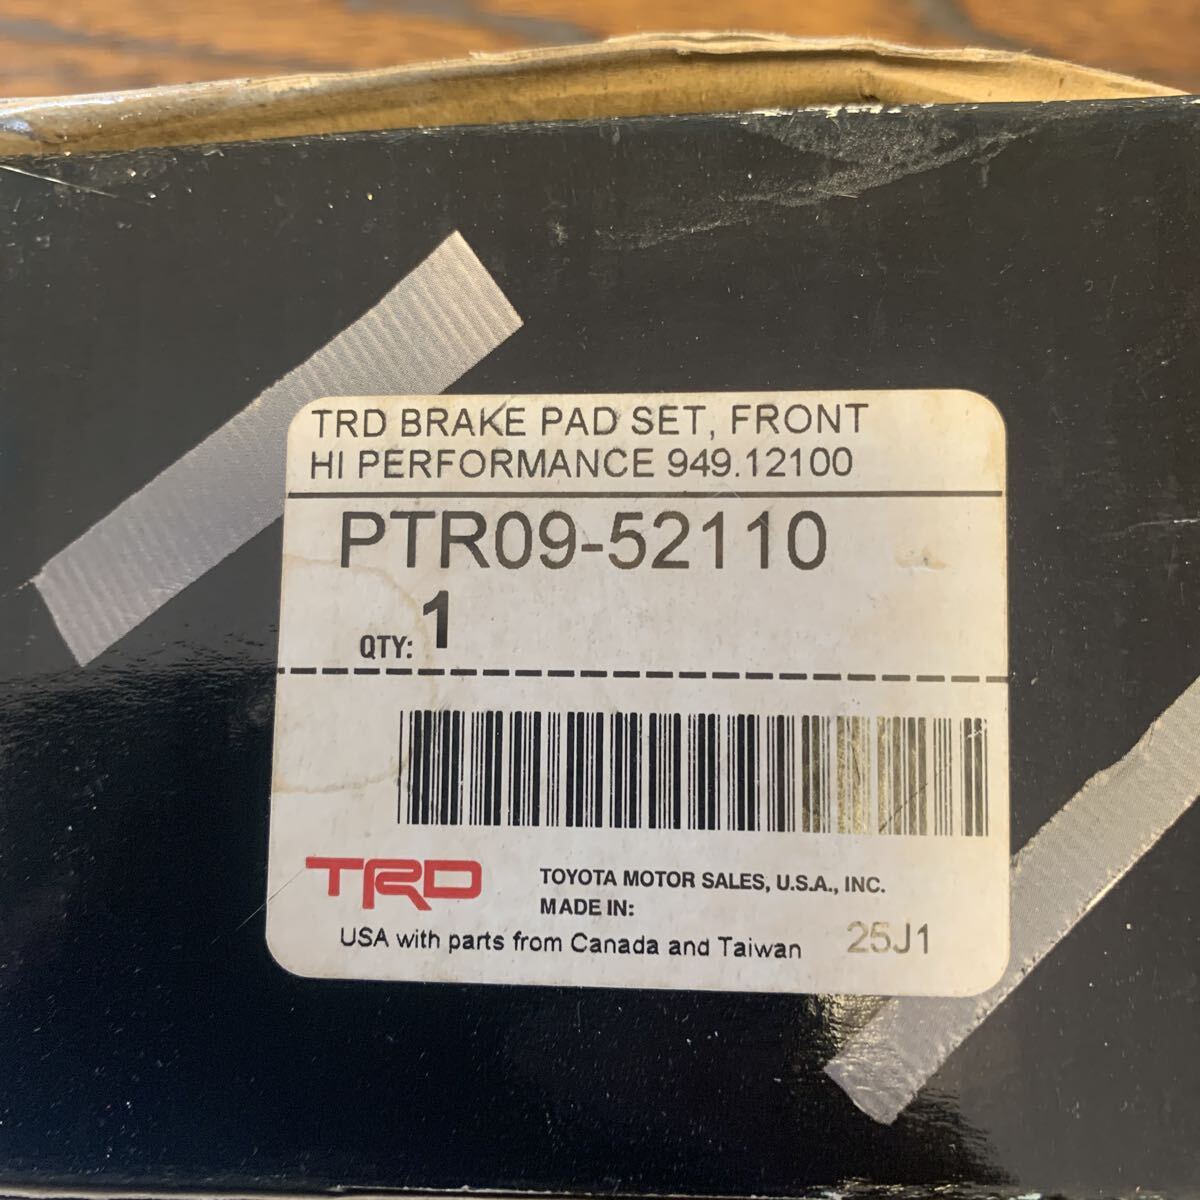 TRD BRAKE PAD SET, FRONT
HI PERFORMANCE 949.12100
PTR09-52110
QTY: 1
TRD
TOYOTA MOTOR SALES, U.S.A., INC.
MADE IN:
USA with parts from Canada and Taiwan 25J1